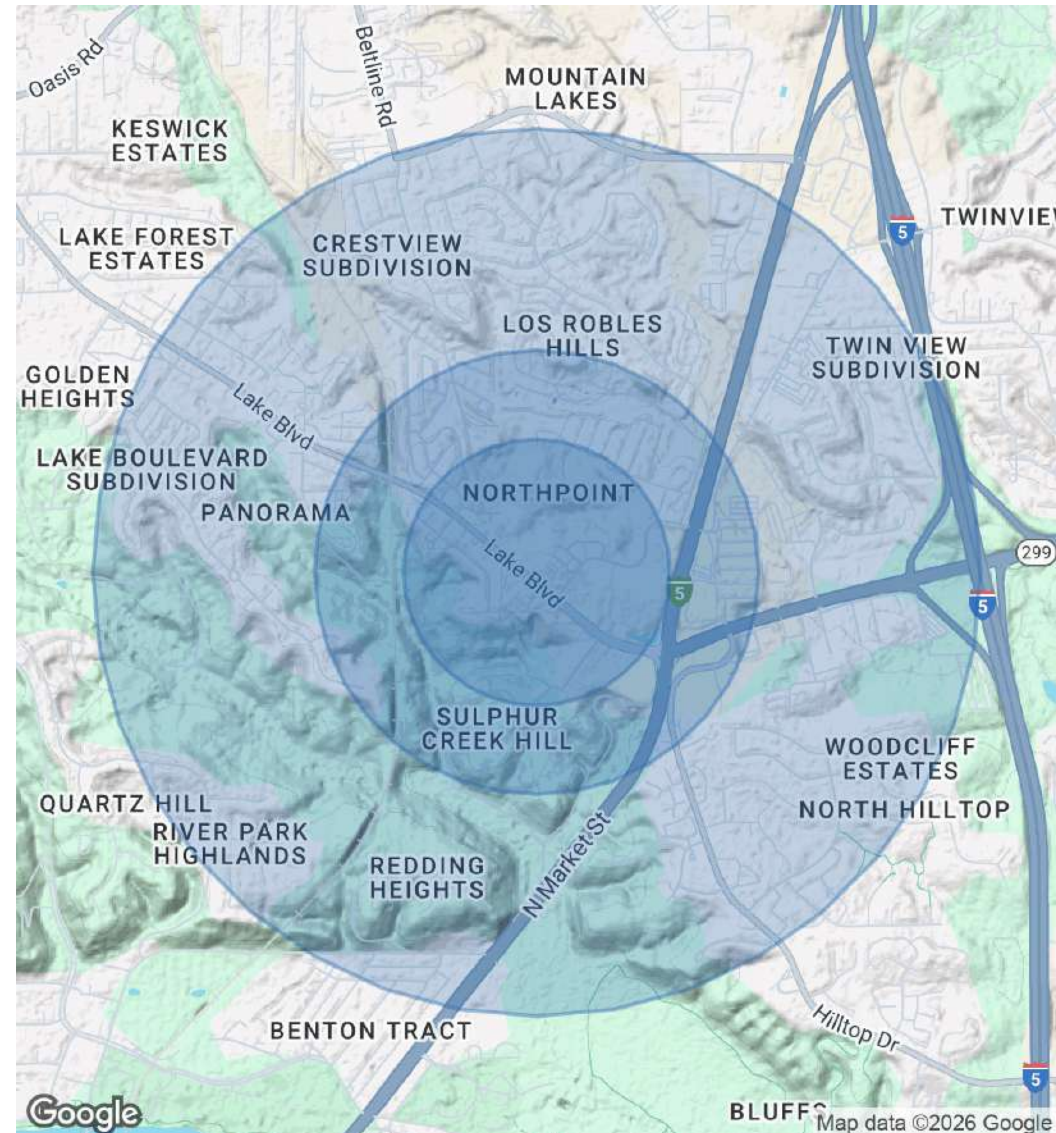 Oasis Rd
Beltline Rd
MOUNTAIN
LAKES
KESWICK
ESTATES
5
TWINVIEW
LAKE FOREST
ESTATES
CRESTVIEW
SUBDIVISION
LOS ROBLES
HILLS
TWIN VIEW
SUBDIVISION
GOLDEN
HEIGHTS
Lake Blvd
LAKE BOULEVARD
SUBDIVISION
PANORAMA
NORTHPOINT
Lake Blvd
299
5
5
SULPHUR
CREEK HILL
WOODCLIFF
ESTATES
NORTH HILLTOP
QUARTZ HILL
RIVER PARK
HIGHLANDS
REDDING
HEIGHTS
N Market St
BENTON TRACT
Hilltop Dr
5
BLUFFS
Google
Map data ©2026 Google